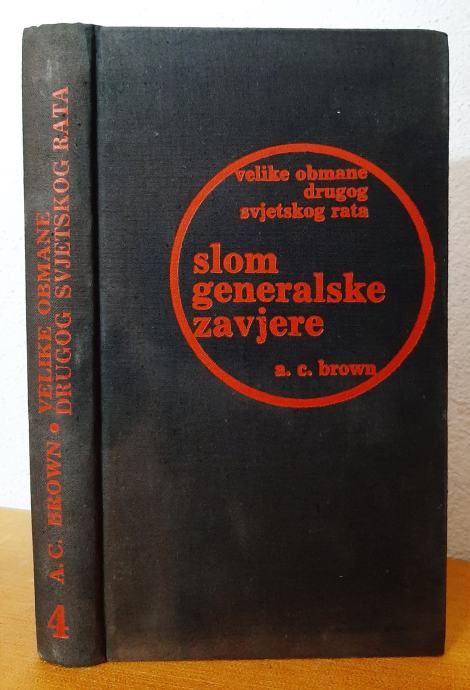 A. C. BROWN • VELIKE OBMANE
DRUGOG SVJETSKOG RATA
4
velike obmane
drugog
svjetskog rata
slom
generalske
zavjere
a. c. brown